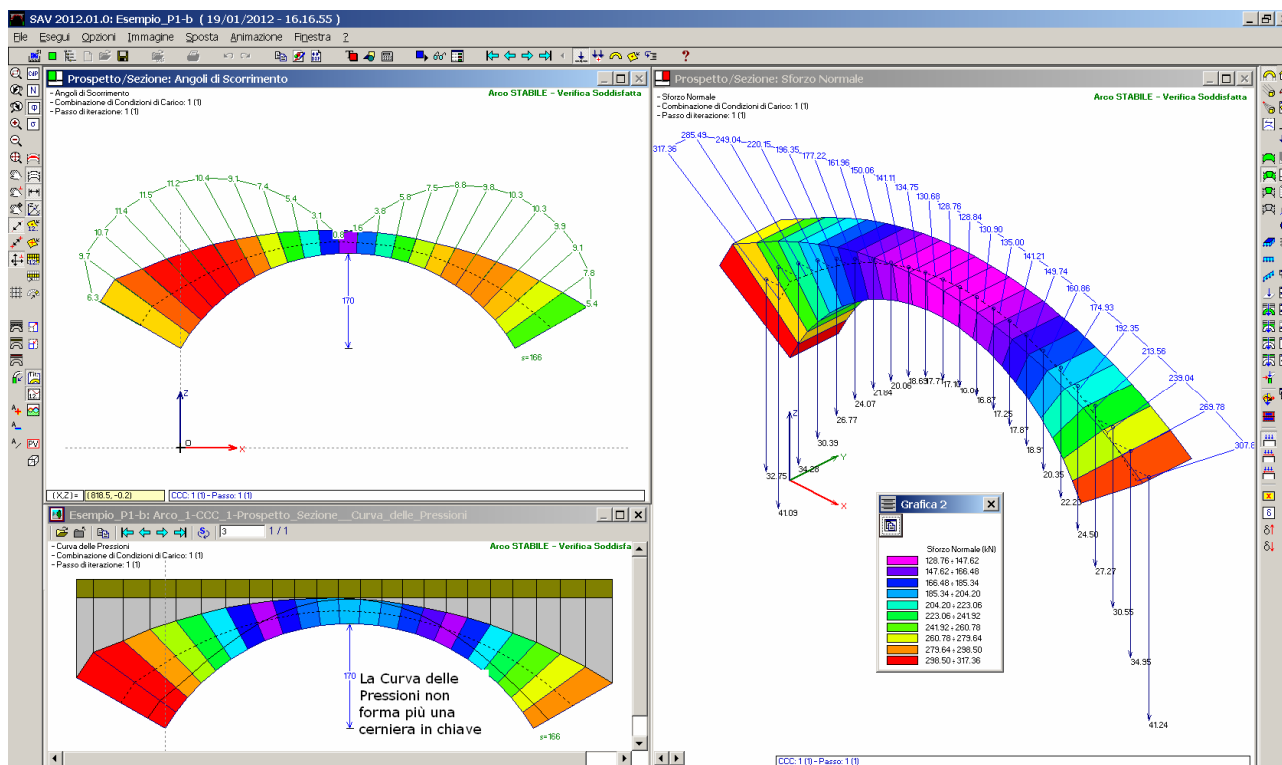 SAV 2012.01.0: Esempio_P1-b ( 19/01/2012 - 16.16.55 )
File Esegui Opzioni Immagine Sposta Animazione Finestra ?
Prospetto/Sezione: Angoli di Scorrimento
- Angoli di Scorrimento
- Combinazione di Condizioni di Carico: 1 (1)
- Passo di iterazione: 1 (1)
Arco STABILE - Verifica Soddisfatta
6.3
9.7
10.7
11.4
11.5
11.2
10.4
9.1
7.4
5.4
3.1
0.8
1.6
3.8
5.8
7.5
8.8
9.8
10.3
10.3
9.9
9.1
7.8
5.4
170
s=166
Z
O
X
(X,Z) =
(818.5, -0.2)
CCC: 1 (1) - Passo: 1 (1)
Esempio_P1-b: Arco_1-CCC_1-Prospetto_Sezione__Curva_delle_Pressioni
3
1 / 1
- Curva delle Pressioni
- Combinazione di Condizioni di Carico: 1 (1)
- Passo di iterazione: 1 (1)
Arco STABILE - Verifica Soddisfa
170
La Curva delle
Pressioni non
forma più una
cerniera in chiave
s=166
Prospetto/Sezione: Sforzo Normale
- Sforzo Normale
- Combinazione di Condizioni di Carico: 1 (1)
- Passo di iterazione: 1 (1)
Arco STABILE - Verifica Soddisfatta
317.36
285.49
249.04
220.15
196.35
177.22
161.96
150.06
141.11
134.75
130.68
128.76
128.84
130.90
135.00
141.21
149.74
160.86
174.93
192.35
213.56
239.04
269.78
307.8
32.75
41.09
34.28
30.39
26.77
24.07
21.84
20.06
18.69
17.71
17.10
16.87
17.25
17.87
18.9
20.35
22.20
24.50
27.27
30.55
34.95
41.24
Z
Y
X
Grafica 2
Sforzo Normale (kN)
128.76 ÷ 147.62
147.62 ÷ 166.48
166.48 ÷ 185.34
185.34 ÷ 204.20
204.20 ÷ 223.06
223.06 ÷ 241.92
241.92 ÷ 260.78
260.78 ÷ 279.64
279.64 ÷ 298.50
298.50 ÷ 317.36
CCC: 1 (1) - Passo: 1 (1)